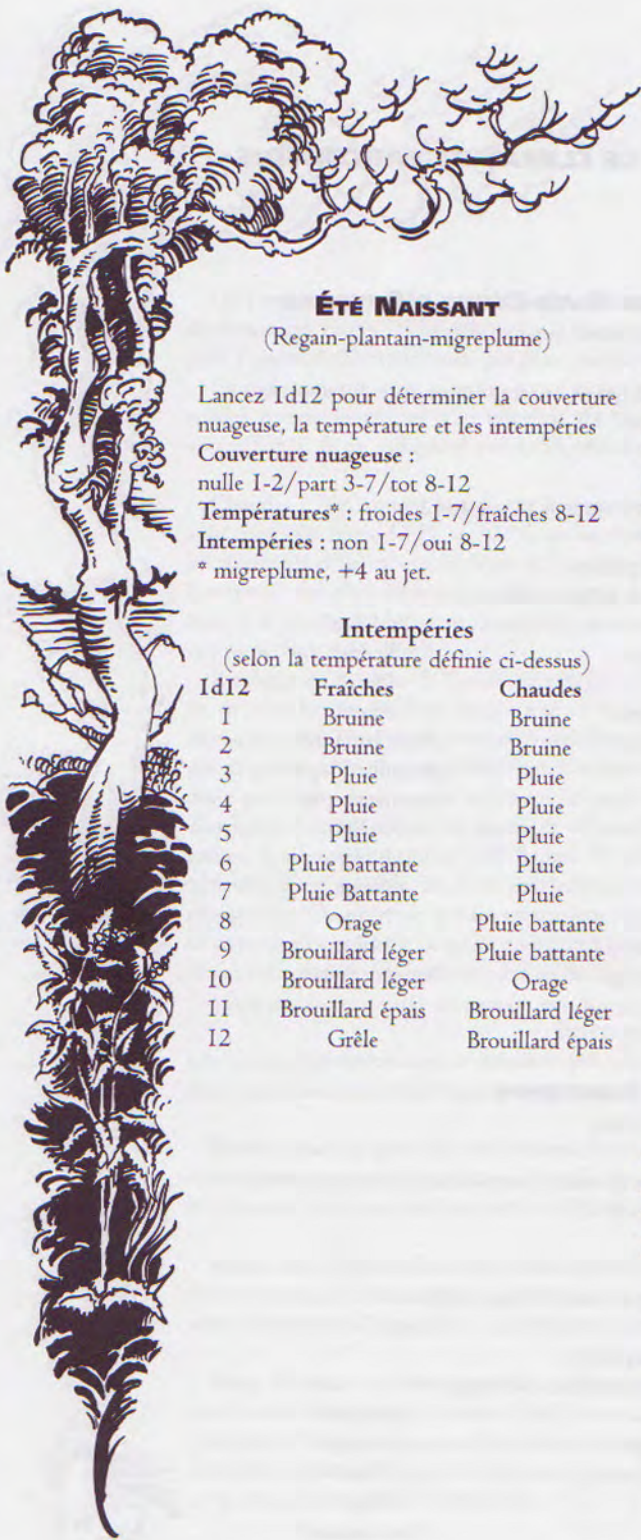 ÉTÉ NAISSANT
(Regain-plantain-migreplume)
Lancez 1d12 pour déterminer la couverture
nuageuse, la température et les intempéries
Couverture nuageuse :
nulle 1-2/part 3-7/tot 8-12
Températures* : froides 1-7/fraîches 8-12
Intempéries : non 1-7/oui 8-12
* migreplume, +4 au jet.
Intempéries
(selon la température définie ci-dessus)
1d12 Fraîches Chaudes
1 Bruine Bruine
2 Bruine Bruine
3 Pluie Pluie
4 Pluie Pluie
5 Pluie Pluie
6 Pluie battante Pluie
7 Pluie Battante Pluie
8 Orage Pluie battante
Brouillard léger Pluie battante
10 Brouillard léger Orage
11 Brouillard épais Brouillard léger
12 Grêle Brouillard épais